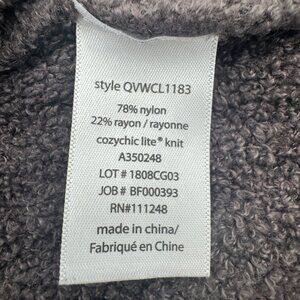 style QVWCL1183
78% nylon
22% rayon / rayonne
cozychic lite® knit
A350248
LOT # 1808CG03
JOB # BF000393
RN#111248
made in china/
Fabriqué en Chine